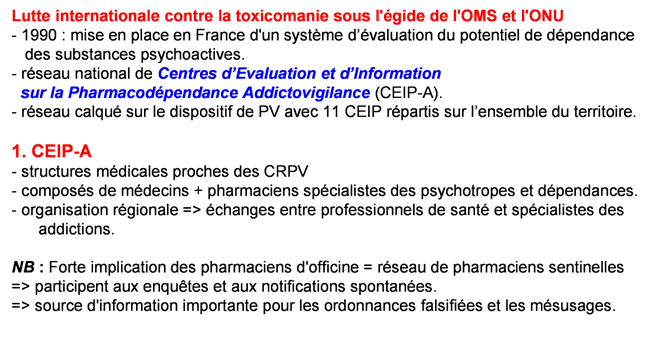 Lutte internationale contre la toxicomanie sous l'égide de l'OMS et l'ONU
- 1990 : mise en place en France d'un système d’évaluation du potentiel de dépendance
des substances psychoactives.
- réseau national de Centres d’Evaluation et d’Information
sur la Pharmacodépendance Addictovigilance (CEIP-A).
- réseau calqué sur le dispositif de PV avec 11 CEIP répartis sur l’ensemble du territoire.
1. CEIP-A
- structures médicales proches des CRPV
- composés de médecins + pharmaciens spécialistes des psychotropes et dépendances.
- organisation régionale => échanges entre professionnels de santé et spécialistes des
addictions.
NB : Forte implication des pharmaciens d'officine = réseau de pharmaciens sentinelles
=> participent aux enquêtes et aux notifications spontanées.
=> source d'information importante pour les ordonnances falsifiées et les mésusages.